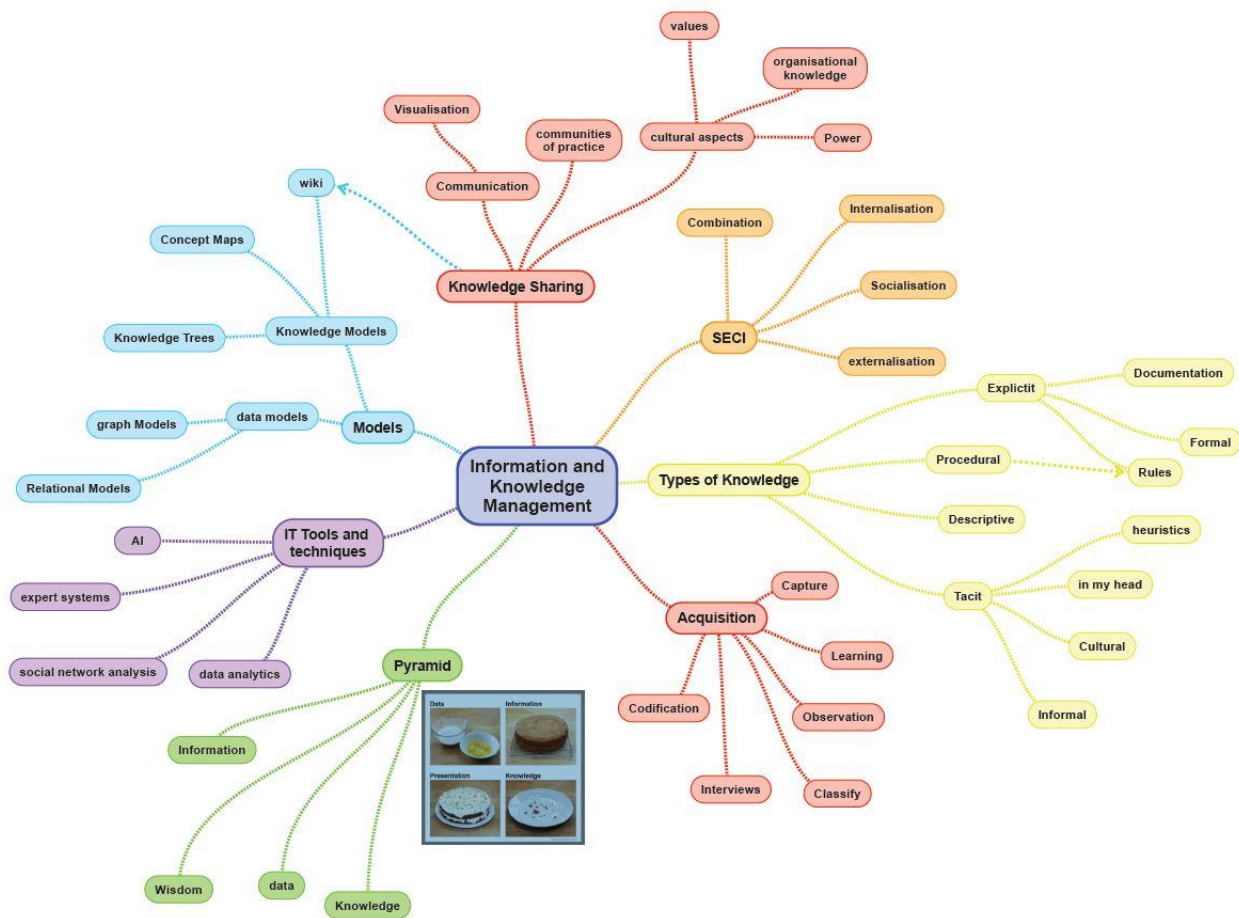 values
organisational
knowledge
Visualisation
communities
of practice
cultural aspects
Power
wiki
Communication
Internalisation
Combination
Concept Maps
Knowledge Sharing
Socialisation
Knowledge Trees
Knowledge Models
SECI
externalisation
Explictit
Documentation
graph Models
data models
Models
Formal
Information and
Knowledge
Management
Types of Knowledge
Procedural
Rules
Relational Models
Descriptive
heuristics
AI
IT Tools and
techniques
expert systems
Capture
Tacit
in my head
Acquisition
Cultural
Learning
social network analysis
data analytics
Pyramid
Codification
Observation
Informal
Data
Information
Information
Presentation
Knowledge
Interviews
Classify
Wisdom
data
Knowledge